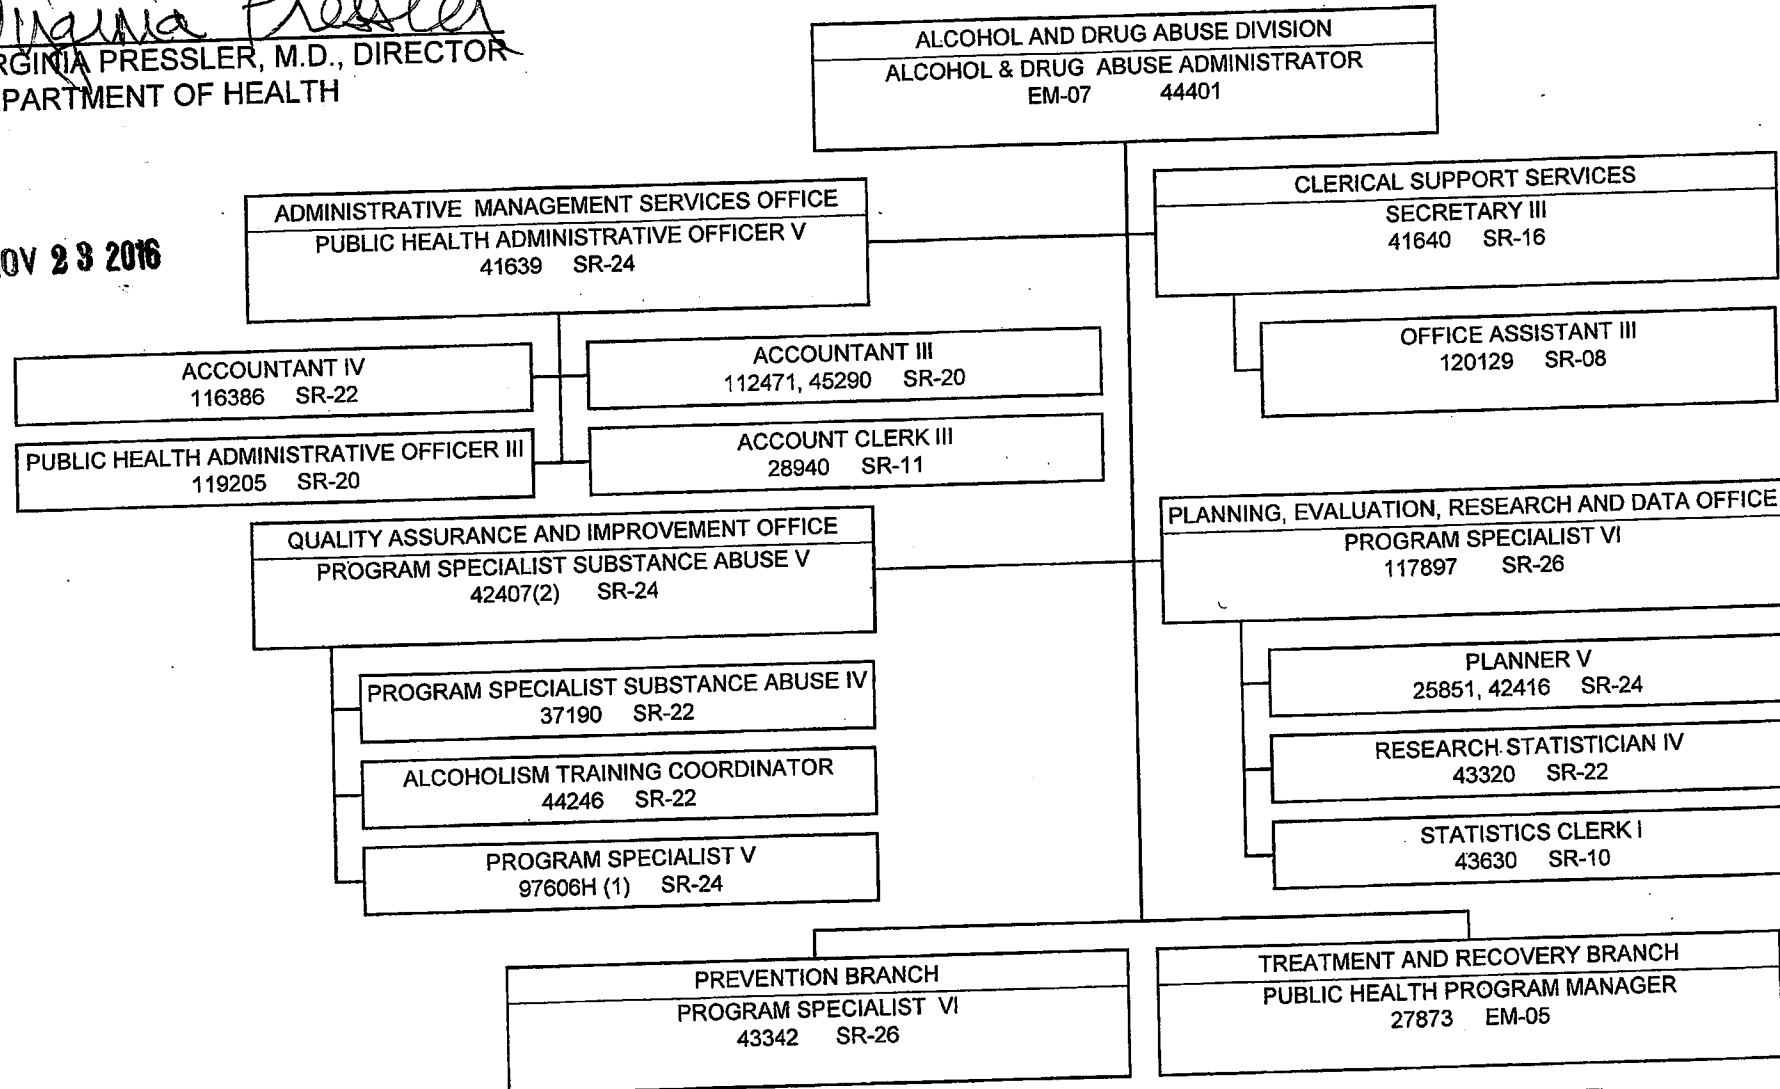 Virginia Pressler
RGINIA PRESSLER, M.D., DIRECTOR
PARTMENT OF HEALTH
OV 23 2016
ALCOHOL AND DRUG ABUSE DIVISION
ALCOHOL & DRUG ABUSE ADMINISTRATOR
EM-07 44401
ADMINISTRATIVE MANAGEMENT SERVICES OFFICE
PUBLIC HEALTH ADMINISTRATIVE OFFICER V
41639 SR-24
CLERICAL SUPPORT SERVICES
SECRETARY III
41640 SR-16
OFFICE ASSISTANT III
120129 SR-08
ACCOUNTANT IV
116386 SR-22
ACCOUNTANT III
112471, 45290 SR-20
PUBLIC HEALTH ADMINISTRATIVE OFFICER III
119205 SR-20
ACCOUNT CLERK III
28940 SR-11
QUALITY ASSURANCE AND IMPROVEMENT OFFICE
PROGRAM SPECIALIST SUBSTANCE ABUSE V
42407(2) SR-24
PROGRAM SPECIALIST SUBSTANCE ABUSE IV
37190 SR-22
ALCOHOLISM TRAINING COORDINATOR
44246 SR-22
PROGRAM SPECIALIST V
97606H (1) SR-24
PLANNING, EVALUATION, RESEARCH AND DATA OFFICE
PROGRAM SPECIALIST VI
117897 SR-26
PLANNER V
25851, 42416 SR-24
RESEARCH STATISTICIAN IV
43320 SR-22
STATISTICS CLERK I
43630 SR-10
PREVENTION BRANCH
PROGRAM SPECIALIST VI
43342 SR-26
TREATMENT AND RECOVERY BRANCH
PUBLIC HEALTH PROGRAM MANAGER
27873 EM-05